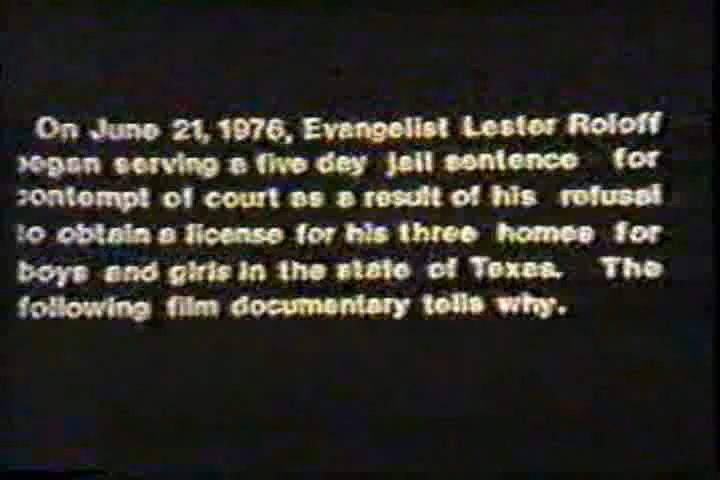 On June 21, 1976, Evangelist Lester Roloff
began serving a five day jail sentence for
contempt of court as a result of his refusal
to obtain a license for his three homes for
boys and girls in the state of Texas. The
following film documentary tells why.